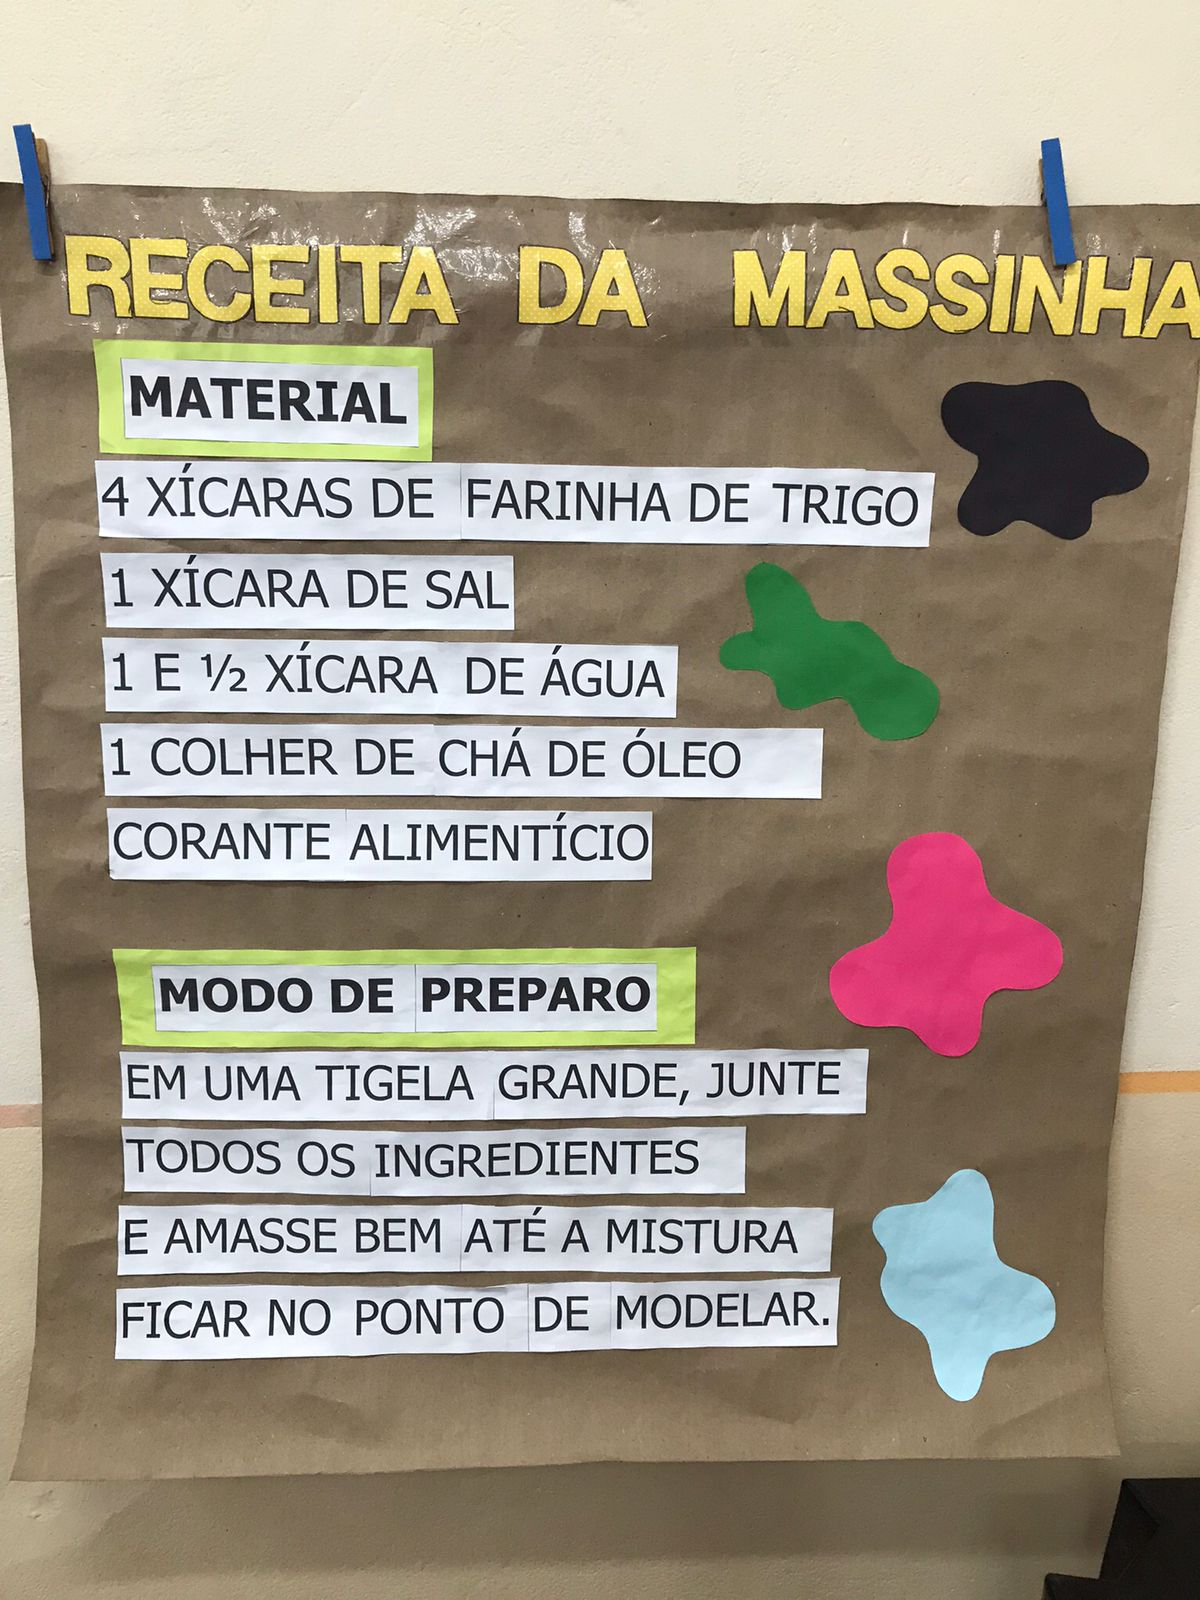 RECEITA DA MASSINHA
MATERIAL
4 XÍCARAS DE FARINHA DE TRIGO
1 XÍCARA DE SAL
1 E ½ XÍCARA DE ÁGUA
1 COLHER DE CHÁ DE ÓLEO
CORANTE ALIMENTÍCIO
MODO DE PREPARO
EM UMA TIGELA GRANDE, JUNTE
TODOS OS INGREDIENTES
E AMASSE BEM ATÉ A MISTURA
FICAR NO PONTO DE MODELAR.